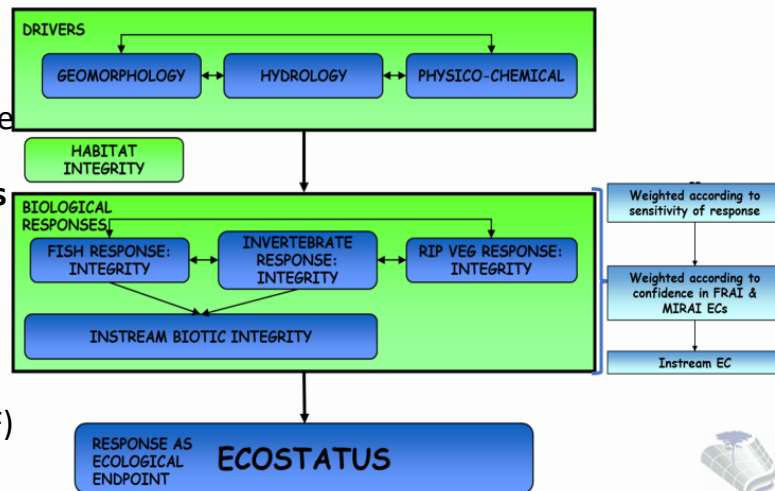 DRIVERS
GEOMORPHOLOGY
HYDROLOGY
PHYSICO-CHEMICAL
e
HABITAT
INTEGRITY
s
BIOLOGICAL
RESPONSES
FISH RESPONSE:
INTEGRITY
INVERTEBRATE
RESPONSE:
INTEGRITY
RIP VEG RESPONSE:
INTEGRITY
INSTREAM BIOTIC INTEGRITY
Weighted according to
sensitivity of response
Weighted according to
confidence in FRAI &
MIRAI ECs
Instream EC
)
RESPONSE AS
ECOLOGICAL
ENDPOINT
ECOSTATUS